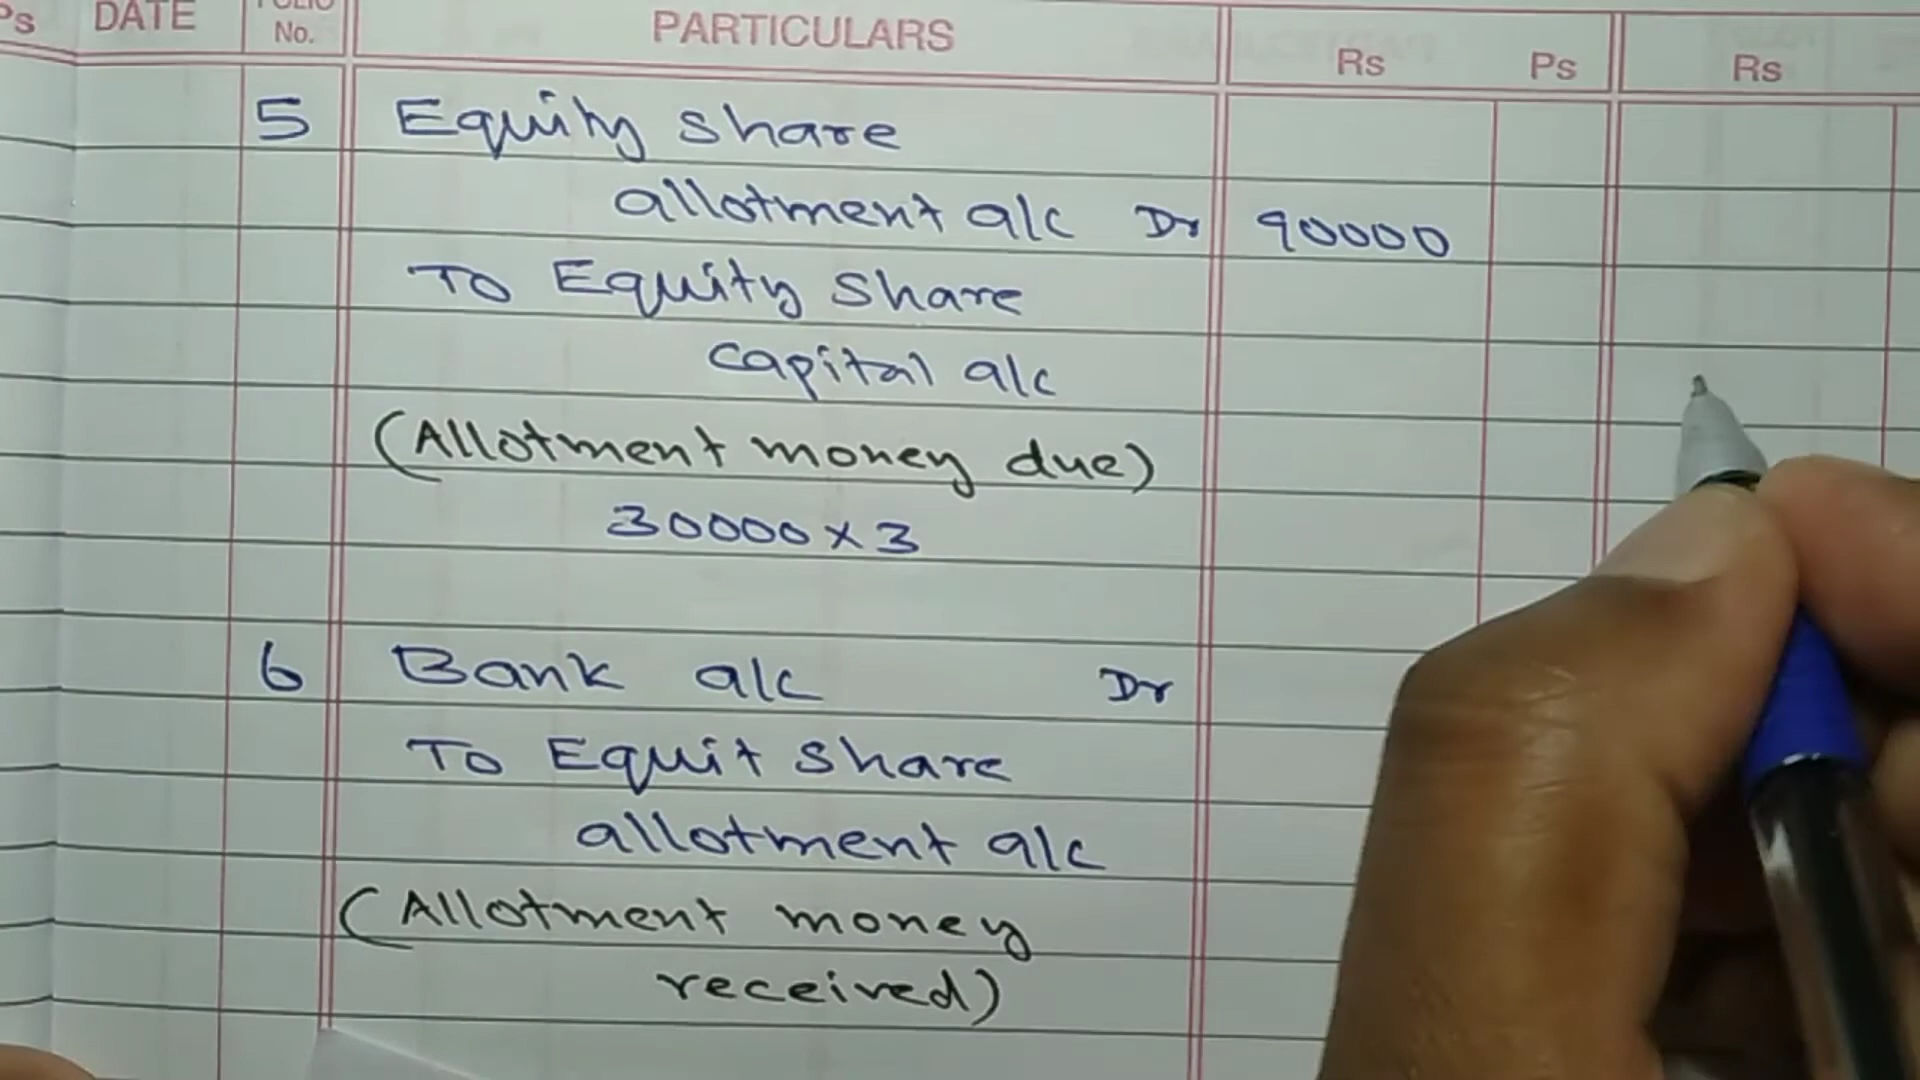 Ps DATE No. PARTICULARS Rs Ps Rs
5 Equity share
allotment a/c Dr 90000
To Equity share
capital a/c
(Allotment money due)
30000 x 3
6 Bank a/c Dr
To Equit share
allotment a/c
(Allotment money
received)